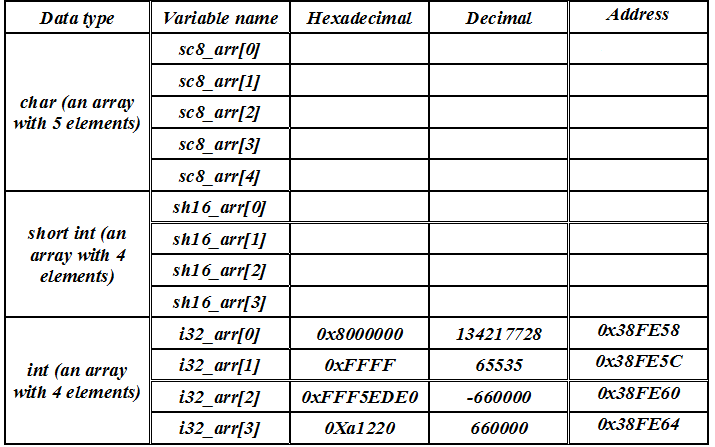 Data type Variable name Hexadecimal Decimal Address
char (an array with 5 elements)
sc8_arr[0]
sc8_arr[1]
sc8_arr[2]
sc8_arr[3]
sc8_arr[4]
short int (an array with 4 elements)
sh16_arr[0]
sh16_arr[1]
sh16_arr[2]
sh16_arr[3]
int (an array with 4 elements)
i32_arr[0] 0x8000000 134217728 0x38FE58
i32_arr[1] 0xFFFF 65535 0x38FE5C
i32_arr[2] 0xFFF5EDE0 -660000 0x38FE60
i32_arr[3] 0Xa1220 660000 0x38FE64